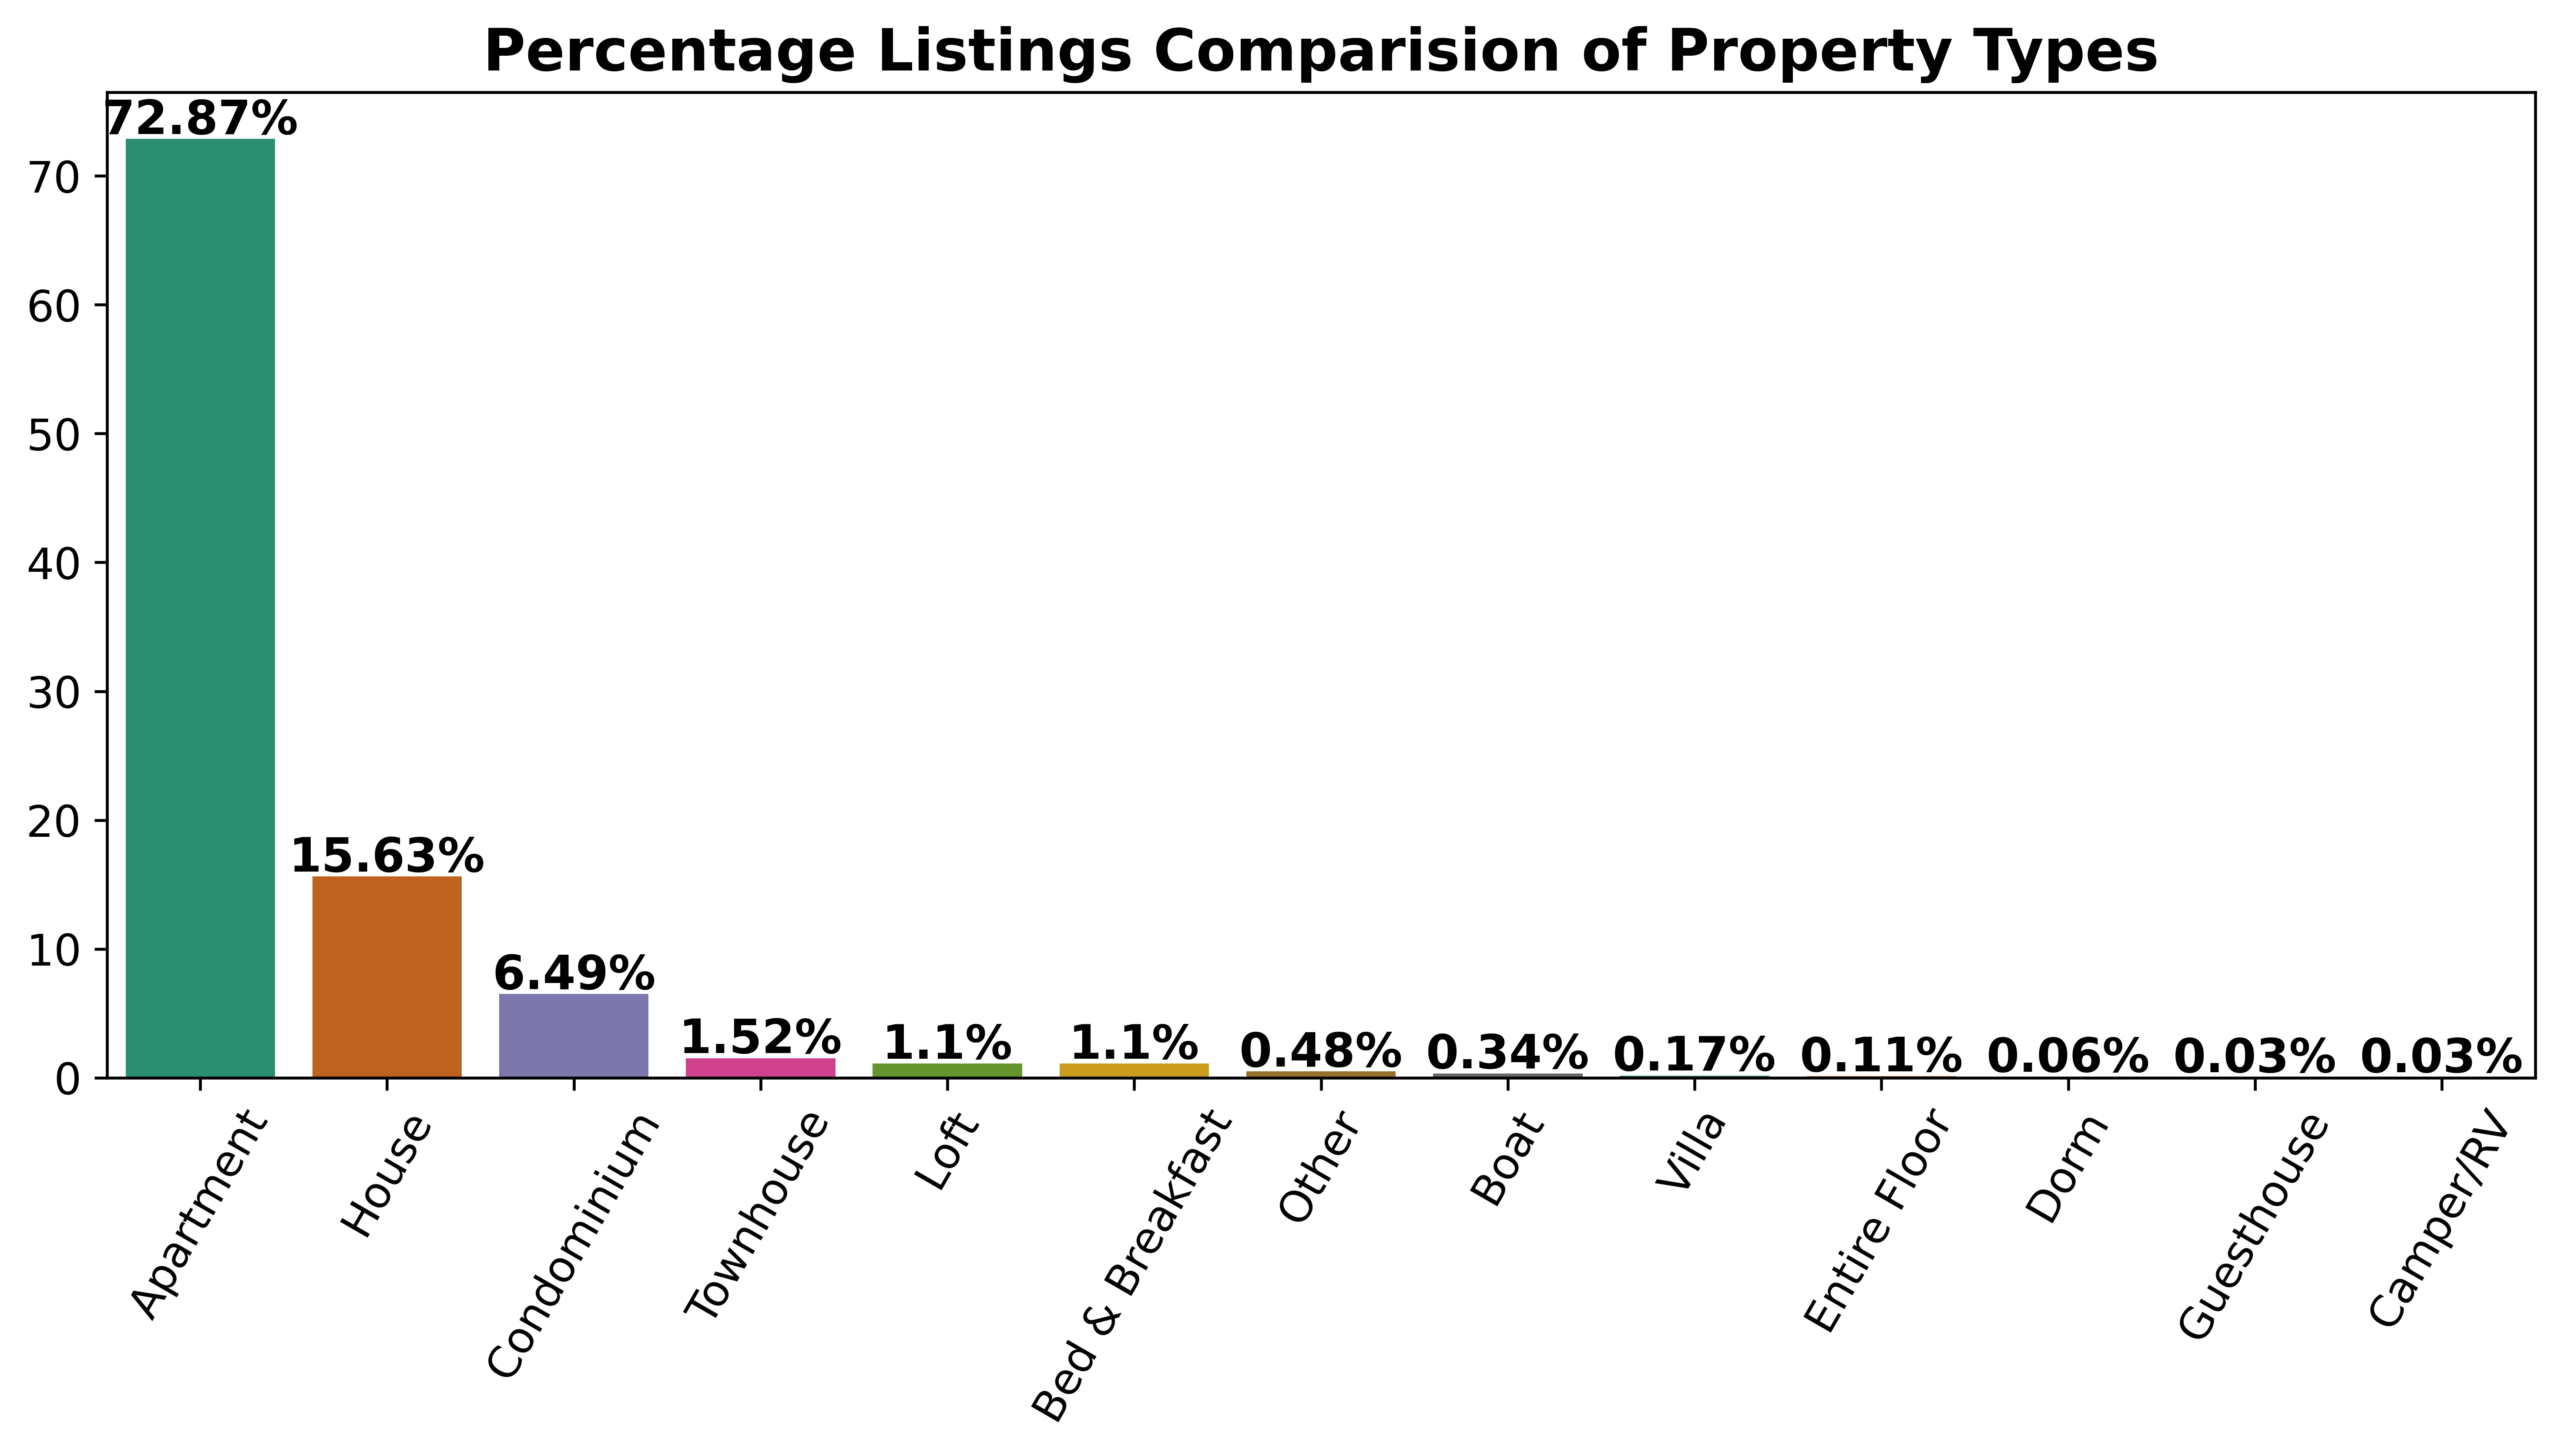 Percentage Listings Comparision of Property Types
72.87%
70
60
50
40
30
20
15.63%
10
6.49%
1.52%
1.1%
1.1%
0.48%
0.34%
0.17%
0.11%
0.06%
0.03%
0.03%
0
Apartment
House
Condominium
Townhouse
Loft
Bed & Breakfast
Other
Boat
Villa
Entire Floor
Dorm
Guesthouse
Camper/RV